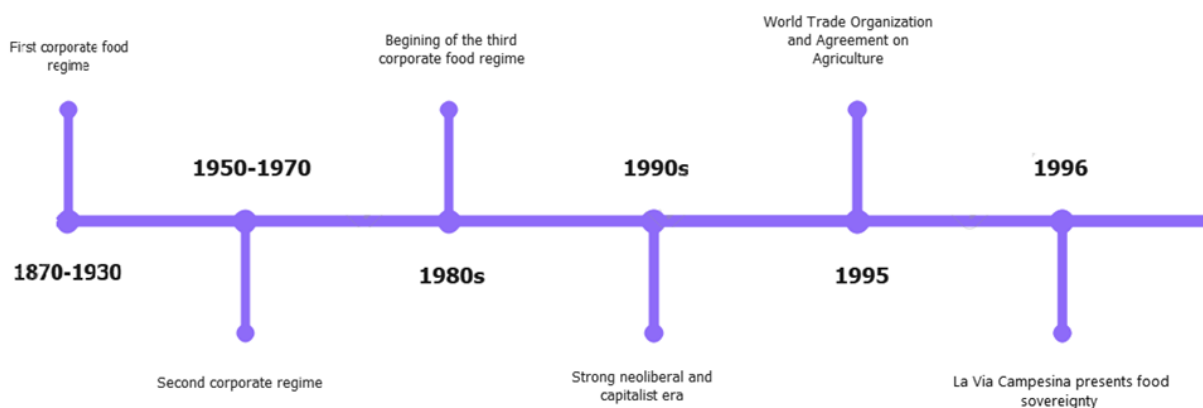 First corporate food
regime
Begining of the third
corporate food regime
World Trade Organization
and Agreement on
Agriculture
1950-1970
1990s
1996
1870-1930
1980s
1995
Second corporate regime
Strong neoliberal and
capitalist era
La Via Campesina presents food
sovereignty